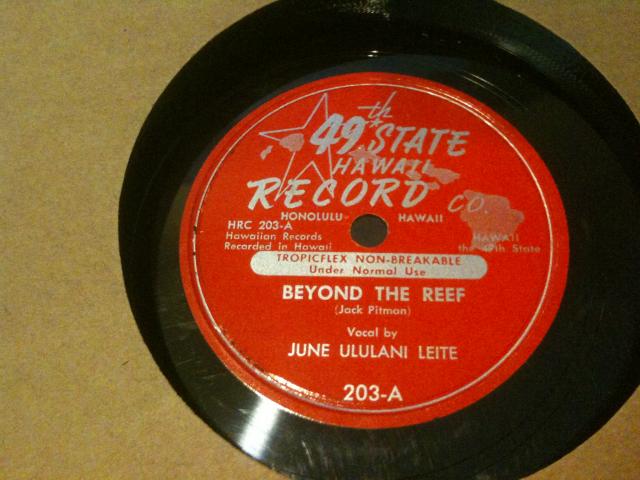 49th STATE
HAWAII
RECORD CO.
HONOLULU HAWAII
HRC 203-A
Hawaiian Records
Recorded in Hawaii
HAWAII
the 49th State
TROPICFLEX NON-BREAKABLE
Under Normal Use
BEYOND THE REEF
(Jack Pitman)
Vocal by
JUNE ULULANI LEITE
203-A